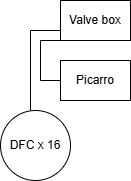 Valve box
Picarro
DFC x 16